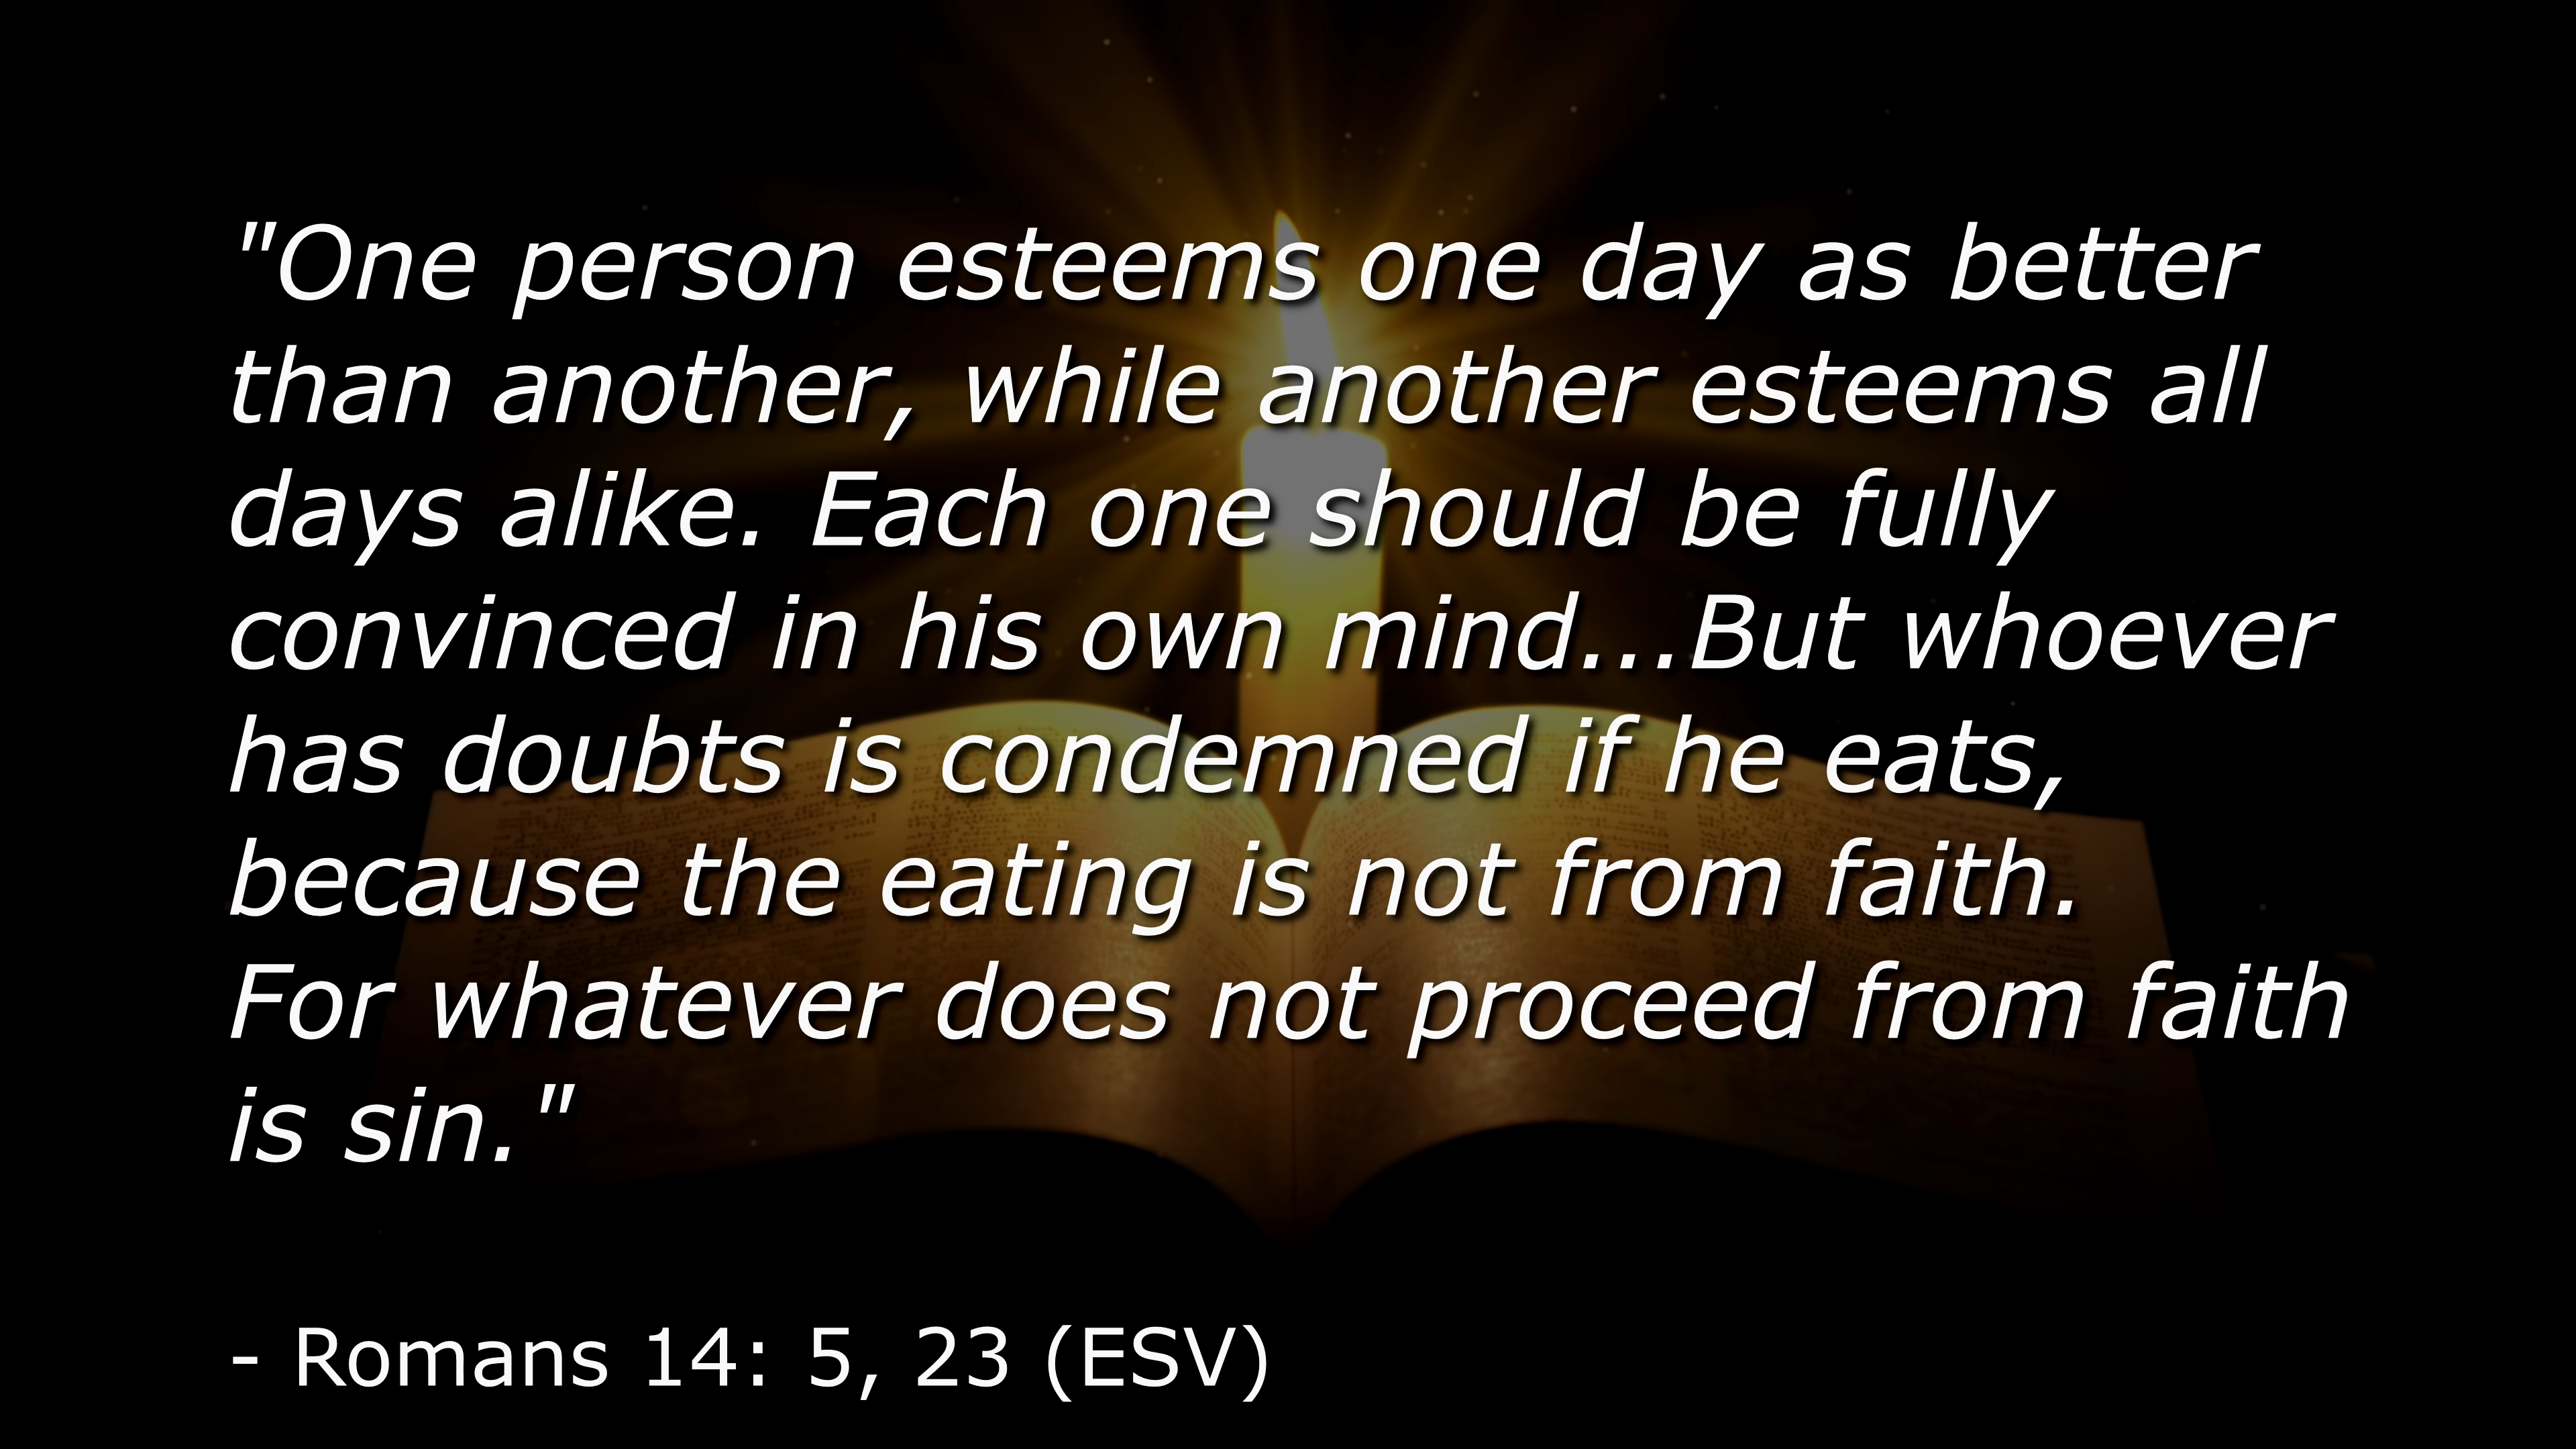 "One person esteems one day as better
than another, while another esteems all
days alike. Each one should be fully
convinced in his own mind...But whoever
has doubts is condemned if he eats,
because the eating is not from faith.
For whatever does not proceed from faith
is sin."
- Romans 14: 5, 23 (ESV)